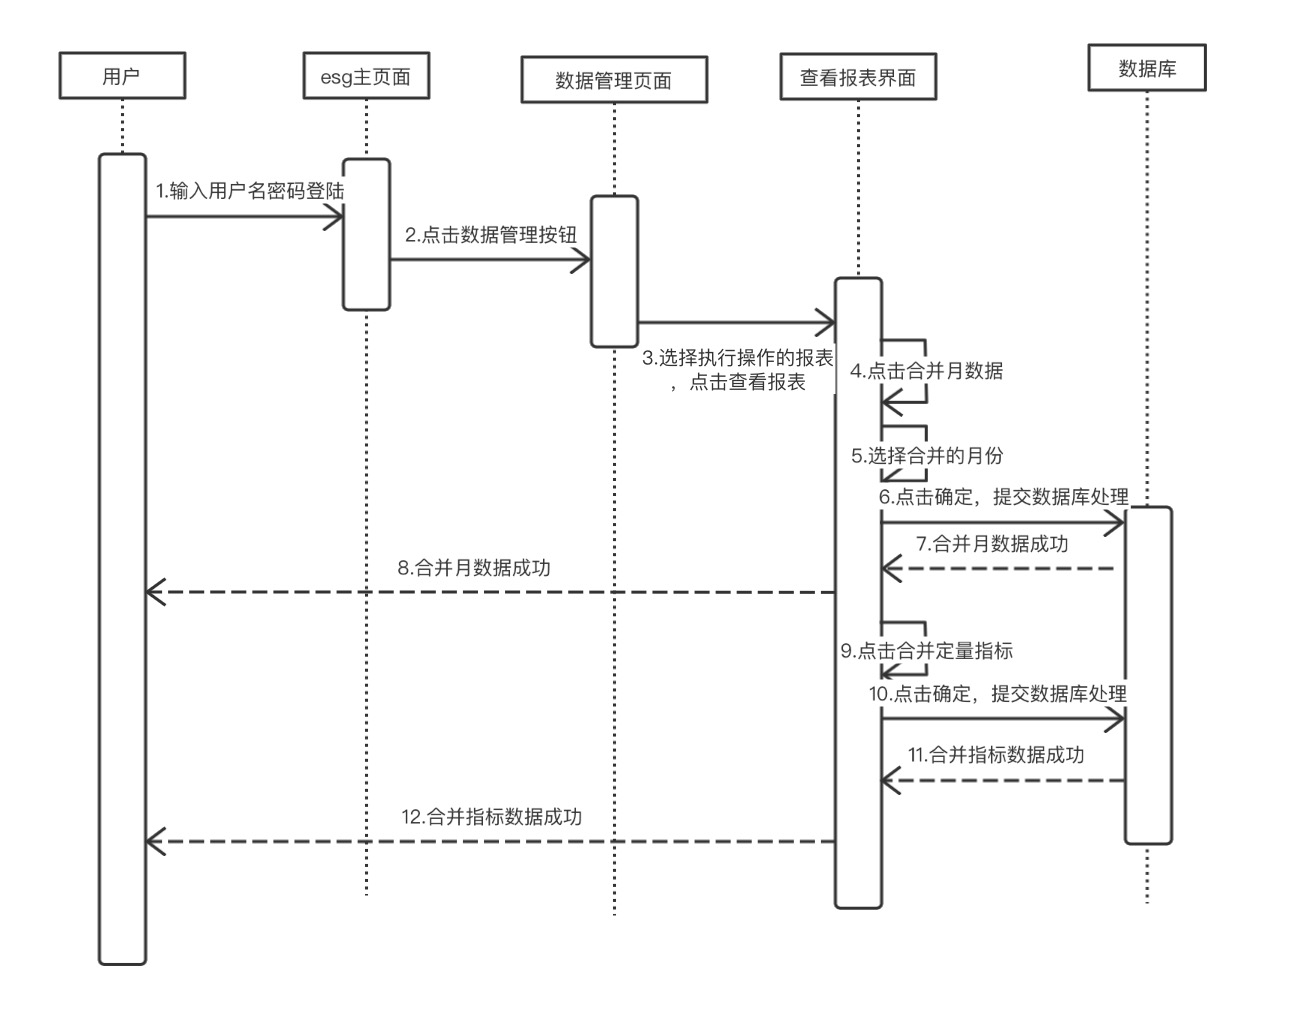 用户
esg主页面
数据管理页面
查看报表界面
数据库
1.输入用户名密码登陆
2.点击数据管理按钮
3.选择执行操作的报表
，点击查看报表
4.点击合并月数据
5.选择合并的月份
6.点击确定，提交数据库处理
7.合并月数据成功
8.合并月数据成功
9.点击合并定量指标
10.点击确定，提交数据库处理
11.合并指标数据成功
12.合并指标数据成功